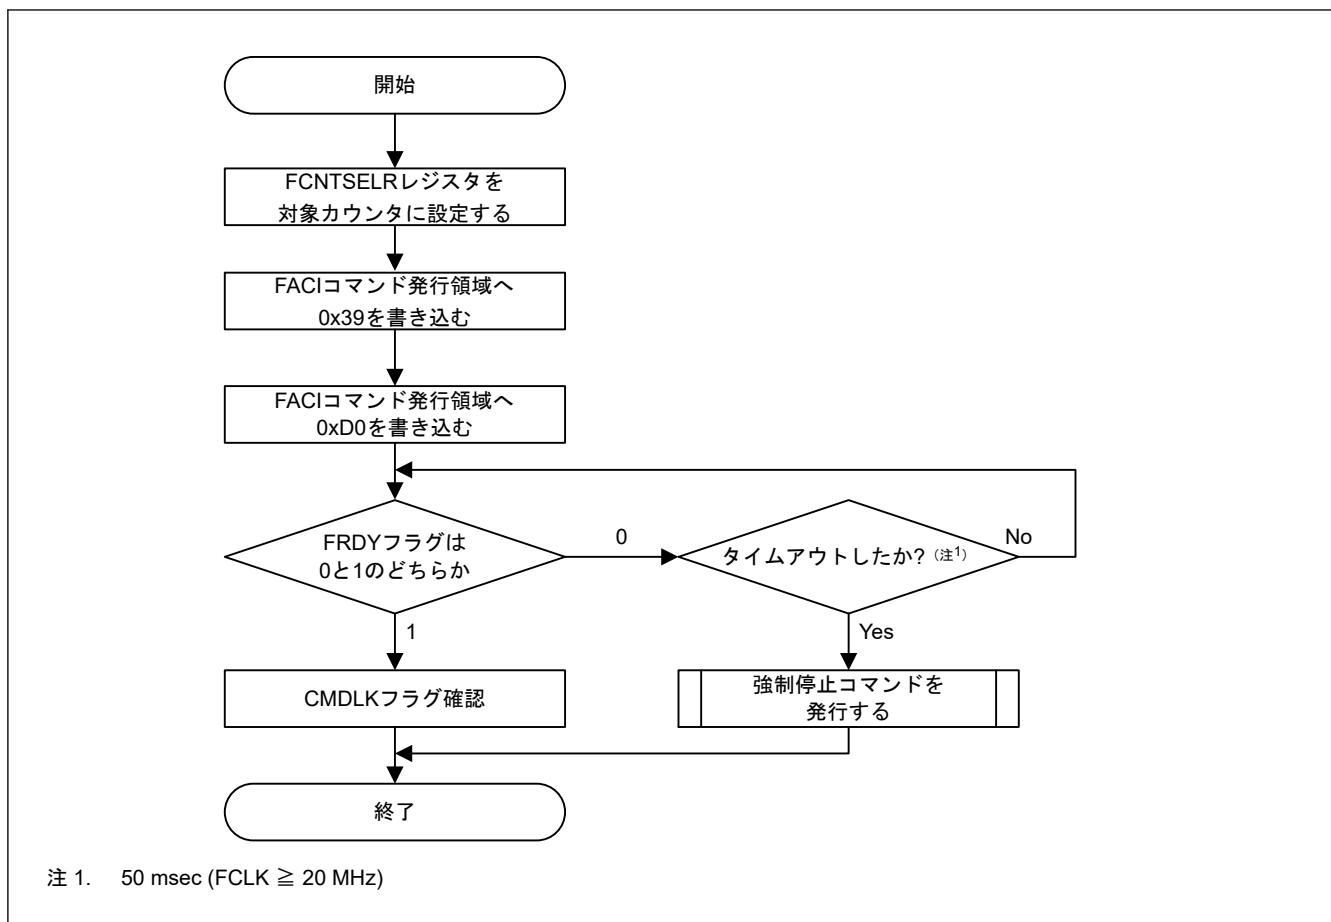 開始
FCNTSELRレジスタを
対象カウンタに設定する
FACIコマンド発行領域へ
0x39を書き込む
FACIコマンド発行領域へ
0xD0を書き込む
FRDYフラグは
0と1のどちらか
0
タイムアウトしたか? (注1)
No
1
Yes
CMDLKフラグ確認
強制停止コマンドを
発行する
終了
注 1. 50 msec (FCLK ≧ 20 MHz)